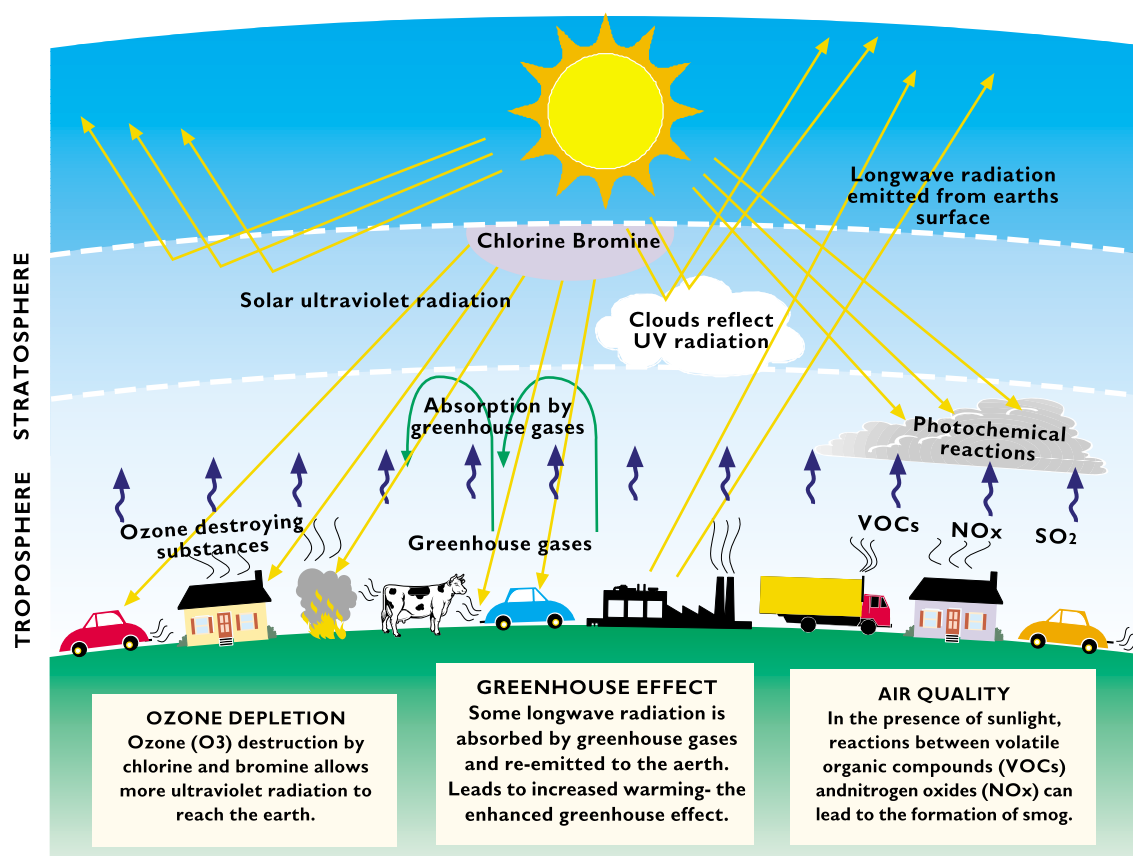 Longwave radiation
emitted from earths
surface
Chlorine Bromine
Solar ultraviolet radiation
Clouds reflect
UV radiation
STRATOSPHERE
TROPOSPHERE
Absorption by
greenhouse gases
Photochemical
reactions
Ozone destroying
substances
Greenhouse gases
VOCs
NOx
SO2
OZONE DEPLETION
Ozone (O3) destruction by
chlorine and bromine allows
more ultraviolet radiation to
reach the earth.
GREENHOUSE EFFECT
Some longwave radiation is
absorbed by greenhouse gases
and re-emitted to the aerth.
Leads to increased warming- the
enhanced greenhouse effect.
AIR QUALITY
In the presence of sunlight,
reactions between volatile
organic compounds (VOCs)
andnitrogen oxides (NOx) can
lead to the formation of smog.